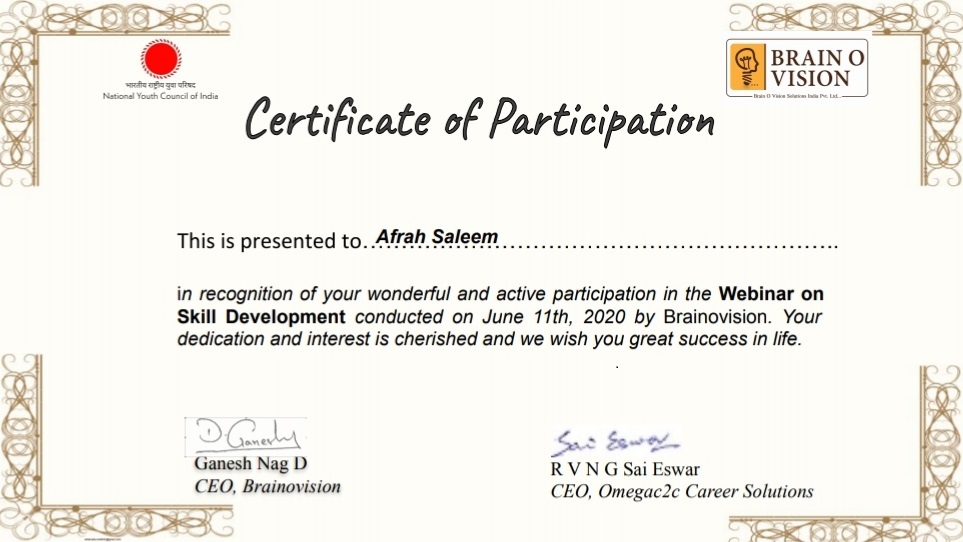 भारतीय राष्ट्रीय युवा परिषद
National Youth Council of India
BRAIN O
VISION
Brain O Vision Solutions India Pvt. Ltd.
Certificate of Participation
This is presented to..Afrah Saleem..............................................
in recognition of your wonderful and active participation in the Webinar on
Skill Development conducted on June 11th, 2020 by Brainovision. Your
dedication and interest is cherished and we wish you great success in life.
.
D. Ganesh
Sai Eswar
Ganesh Nag D
CEO, Brainovision
R V N G Sai Eswar
CEO, Omegac2c Career Solutions